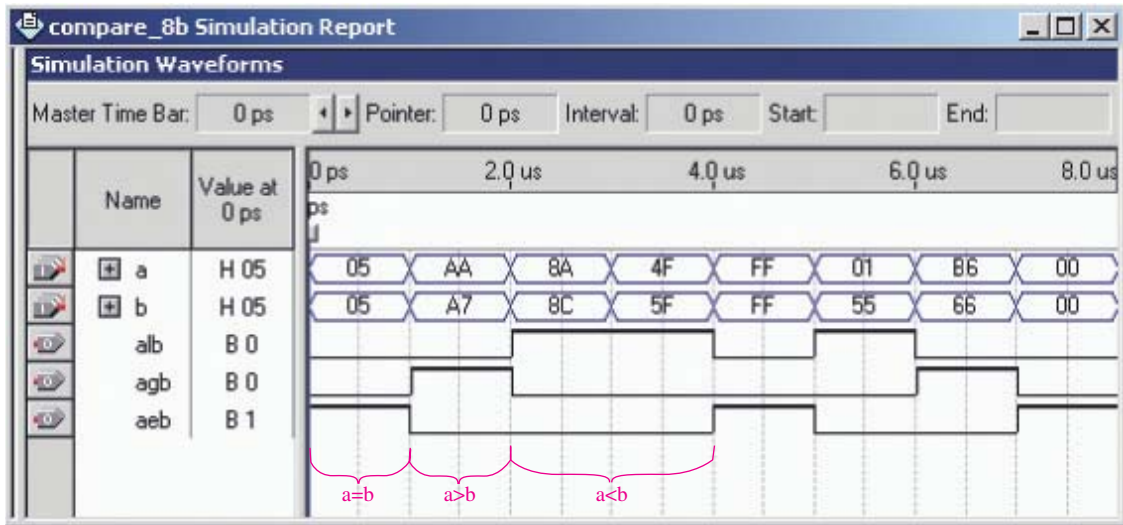 compare_8b Simulation Report
Simulation Waveforms
Master Time Bar: 0 ps Pointer: 0 ps Interval: 0 ps Start: End:
Name Value at 0 ps 0 ps 2.0 us 4.0 us 6.0 us 8.0 us
ps
a H 05 05 AA 8A 4F FF 01 B6 00
b H 05 05 A7 8C 5F FF 55 66 00
alb B 0
agb B 0
aeb B 1
a=b a>b a<b